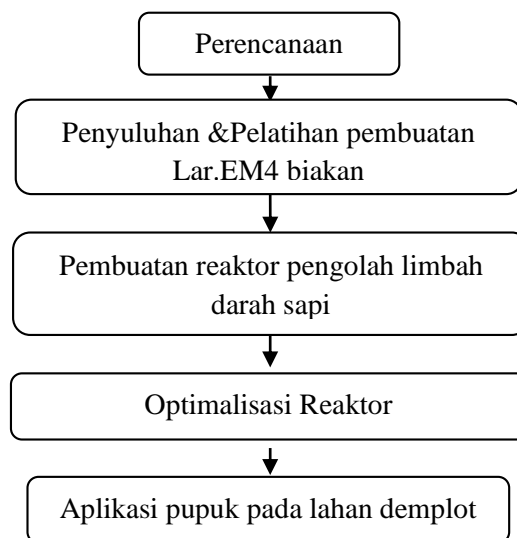 Perencanaan
Penyuluhan &Pelatihan pembuatan
Lar.EM4 biakan
Pembuatan reaktor pengolah limbah
darah sapi
Optimalisasi Reaktor
Aplikasi pupuk pada lahan demplot